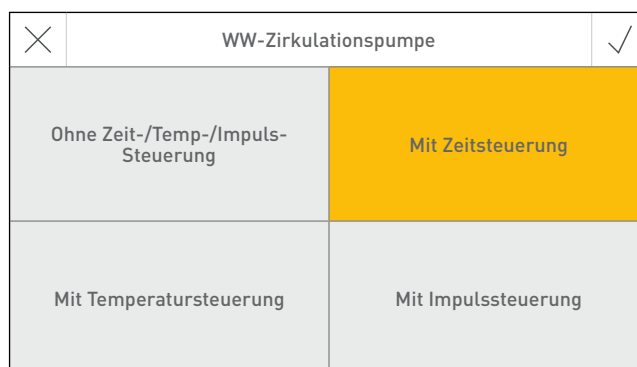 WW-Zirkulationspumpe
Ohne Zeit-/Temp-/Impuls-
Steuerung
Mit Zeitsteuerung
Mit Temperatursteuerung
Mit Impulssteuerung